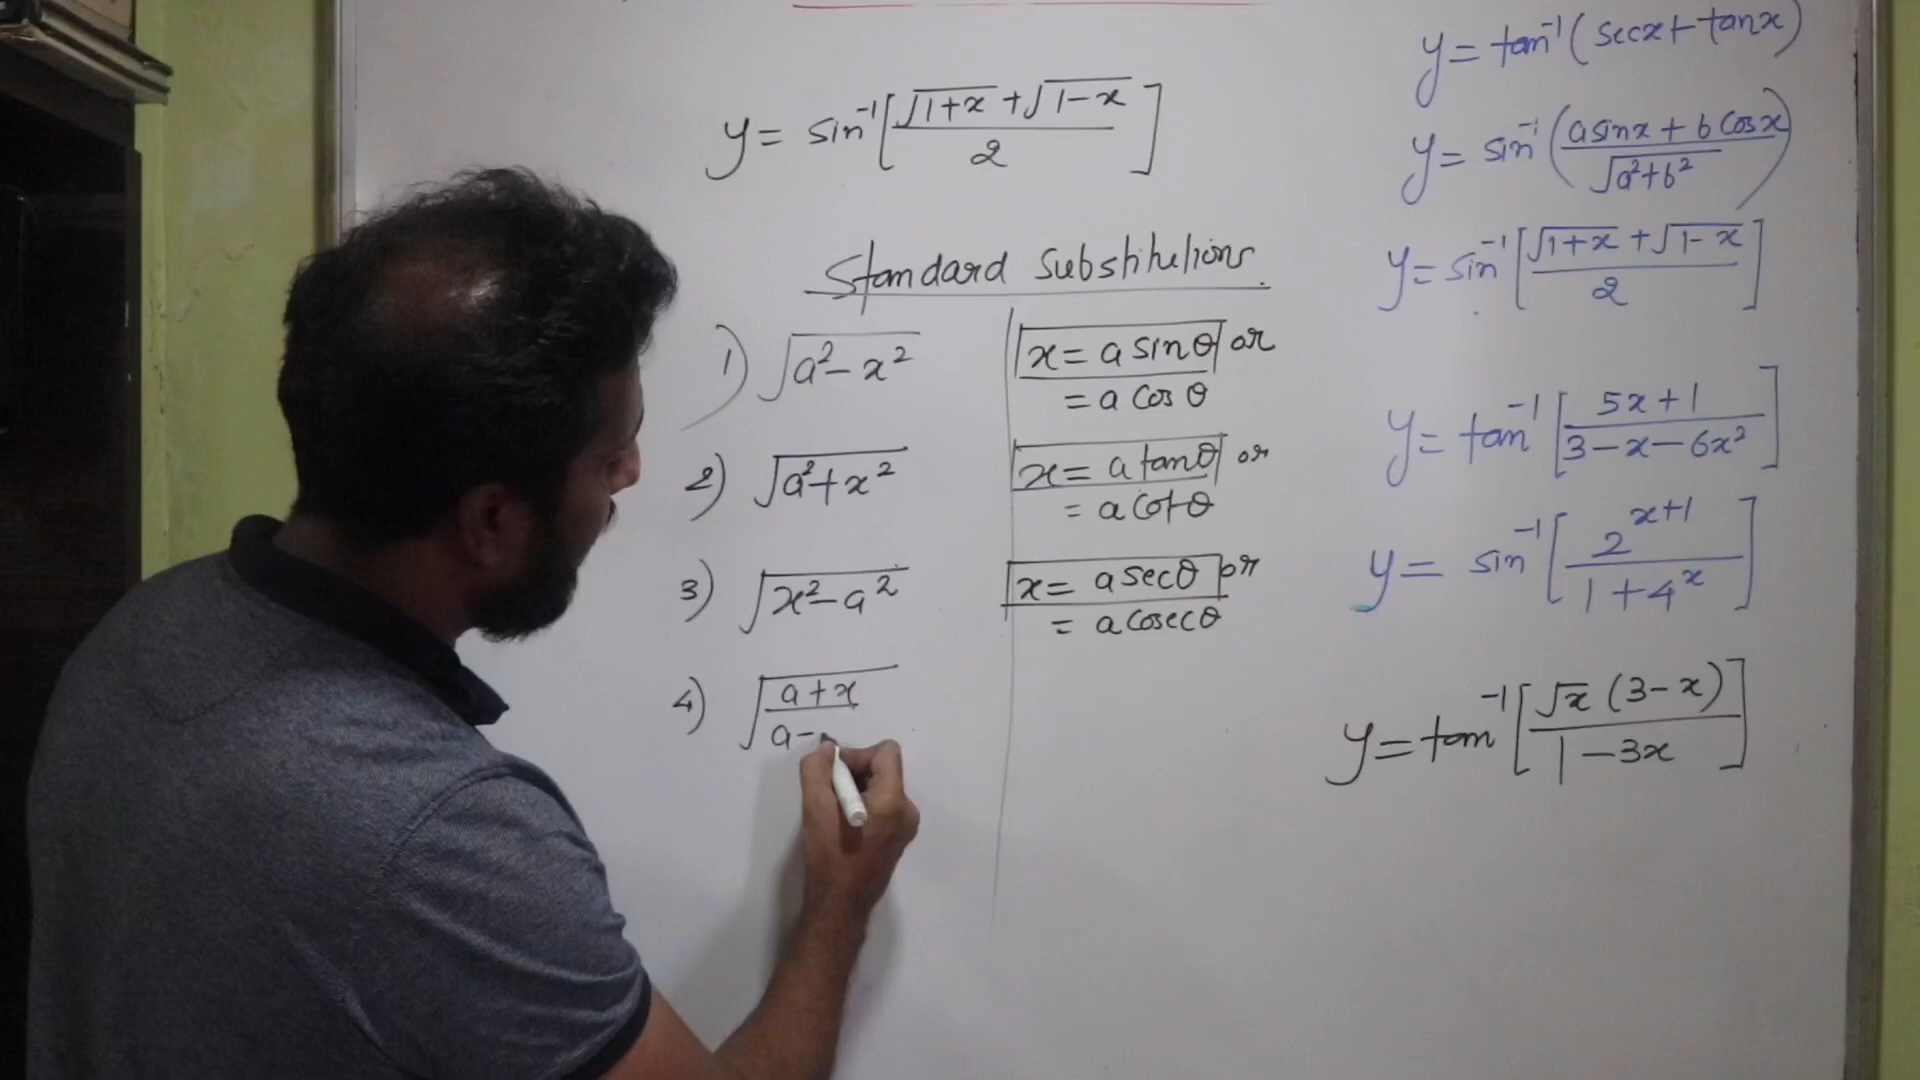 y = sin⁻¹[(√(1+x) + √(1-x))/2]
Standard Substitutions
1) √(a² - x²)
x = a sinθ or
= a cos θ
2) √(a² + x²)
x = a tanθ or
= a cot θ
3) √(x² - a²)
x = a secθ or
= a cosecθ
4) √((a + x)/(a -
y = tan⁻¹(secx + tanx)
y = sin⁻¹((a sinx + b cosx)/√(a² + b²))
y = sin⁻¹[(√(1+x) + √(1-x))/2]
y = tan⁻¹[(5x + 1)/(3 - x - 6x²)]
y = sin⁻¹[2^(x+1)/(1 + 4^x)]
y = tan⁻¹[√x (3 - x)/(1 - 3x)]